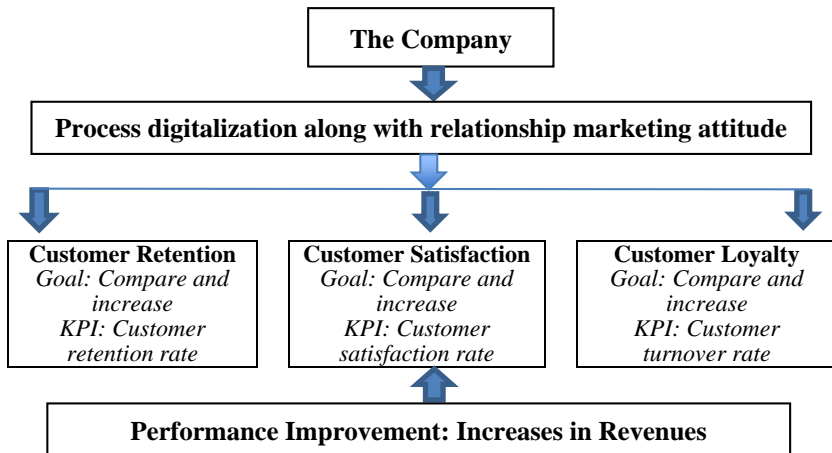 The Company
Process digitalization along with relationship marketing attitude
Customer Retention
Goal: Compare and
increase
KPI: Customer
retention rate
Customer Satisfaction
Goal: Compare and
increase
KPI: Customer
satisfaction rate
Customer Loyalty
Goal: Compare and
increase
KPI: Customer
turnover rate
Performance Improvement: Increases in Revenues